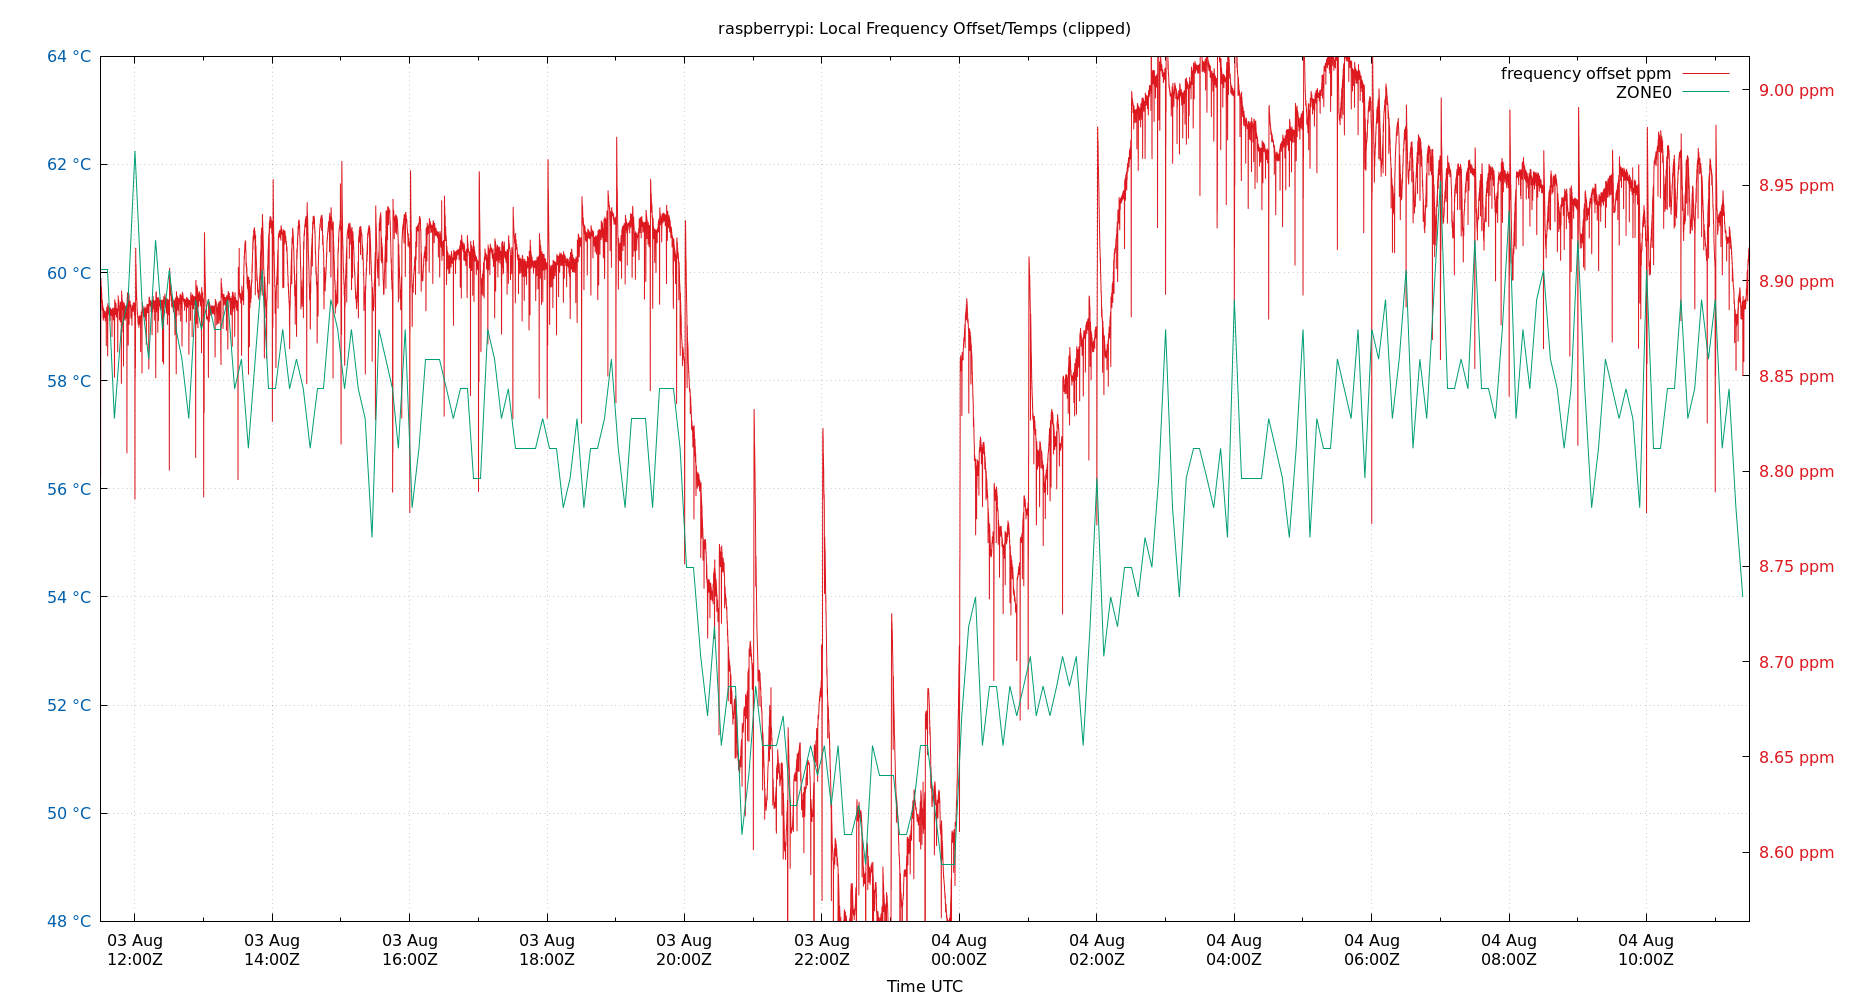 raspberrypi: Local Frequency Offset/Temps (clipped)
frequency offset ppm
ZONE0
64 °C
62 °C
60 °C
58 °C
56 °C
54 °C
52 °C
50 °C
48 °C
9.00 ppm
8.95 ppm
8.90 ppm
8.85 ppm
8.80 ppm
8.75 ppm
8.70 ppm
8.65 ppm
8.60 ppm
03 Aug
12:00Z
03 Aug
14:00Z
03 Aug
16:00Z
03 Aug
18:00Z
03 Aug
20:00Z
03 Aug
22:00Z
04 Aug
00:00Z
04 Aug
02:00Z
04 Aug
04:00Z
04 Aug
06:00Z
04 Aug
08:00Z
04 Aug
10:00Z
Time UTC